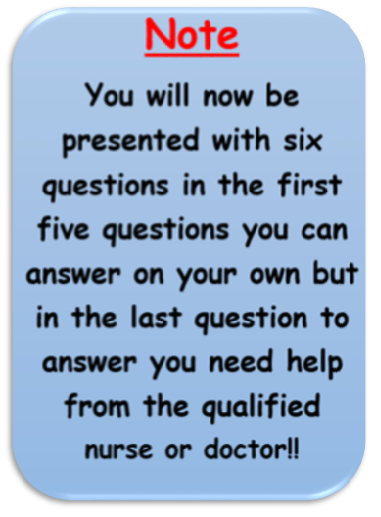 Note
You will now be
presented with six
questions in the first
five questions you can
answer on your own but
in the last question to
answer you need help
from the qualified
nurse or doctor!!